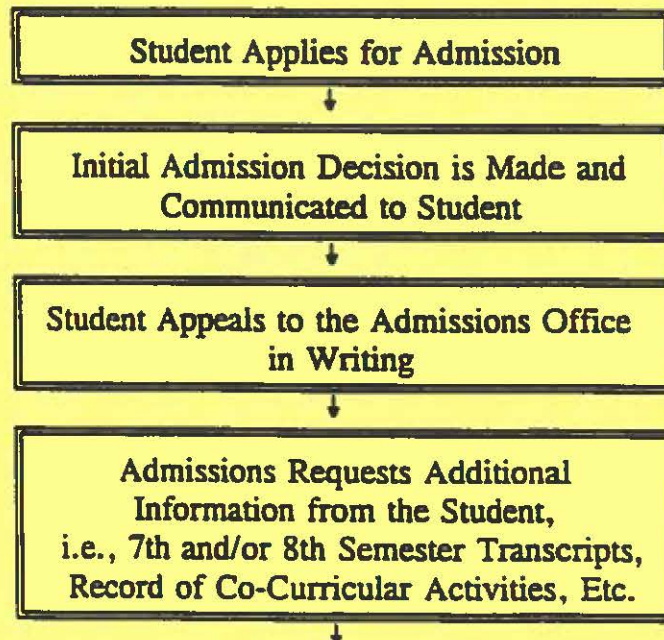 Student Applies for Admission
Initial Admission Decision is Made and
Communicated to Student
Student Appeals to the Admissions Office
in Writing
Admissions Requests Additional
Information from the Student,
i.e., 7th and/or 8th Semester Transcripts,
Record of Co-Curricular Activities, Etc.